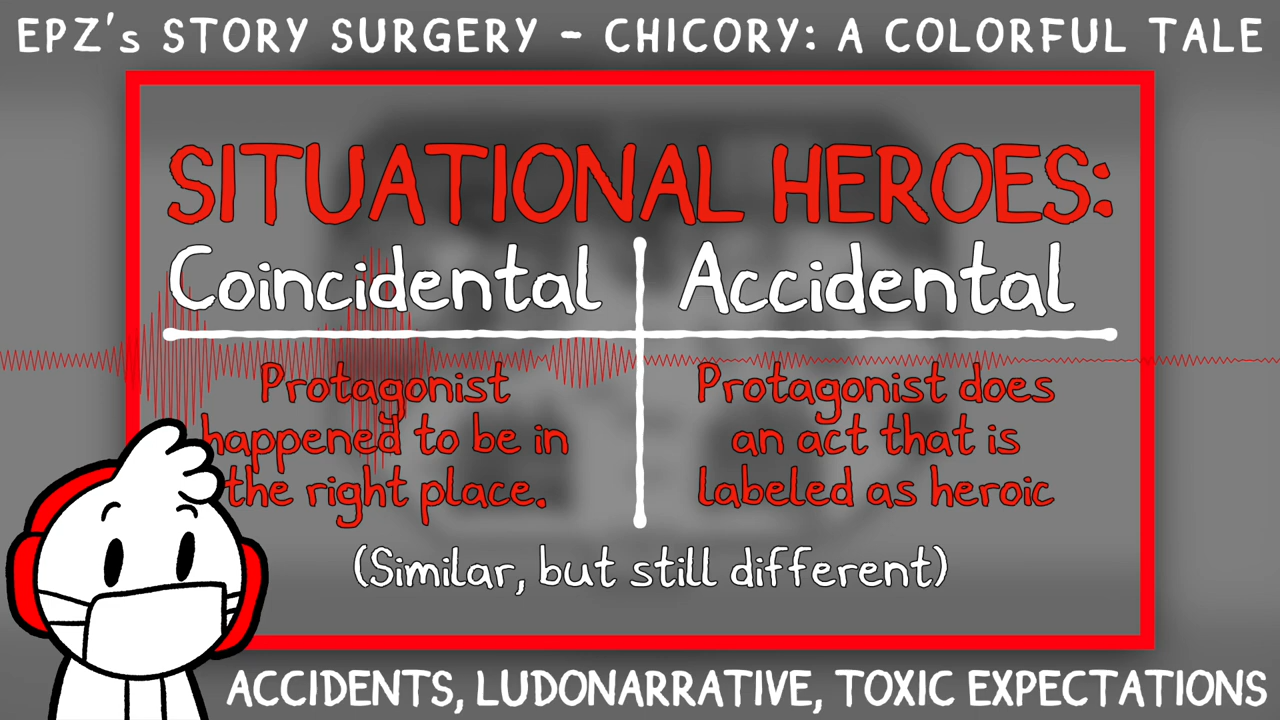 EPZ's STORY SURGERY - CHICORY: A COLORFUL TALE
SITUATIONAL HEROES:
Coincidental
Accidental
Protagonist
happened to be in
the right place.
Protagonist does
an act that is
labeled as heroic
(Similar, but still different)
ACCIDENTS, LUDONARRATIVE, TOXIC EXPECTATIONS